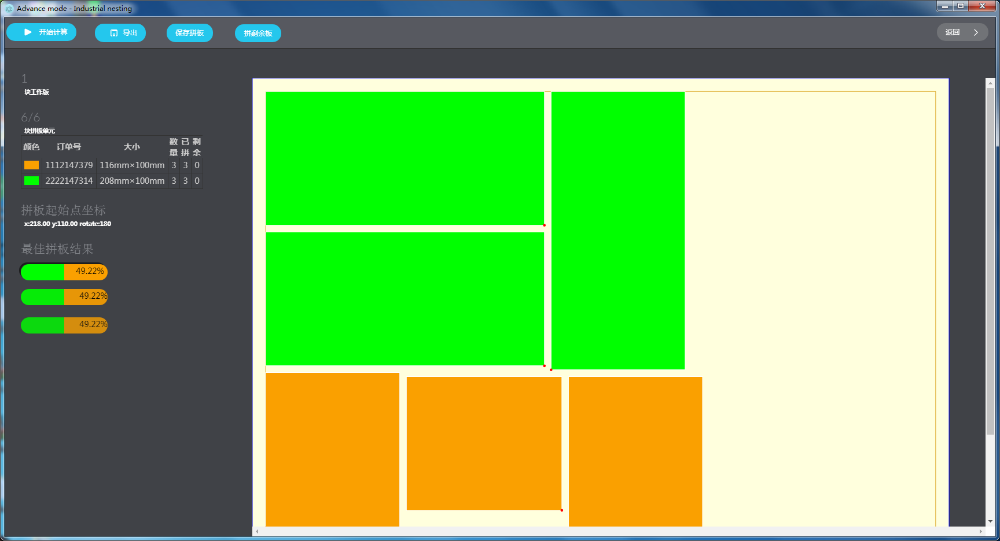 Advance mode - Industrial nesting
开始计算 导出 保存拼板 拼剩余板 返回
1
块工作版
6/6
块拼板单元
颜色 订单号 大小 数量 已拼 剩余
1112147379 116mm×100mm 3 3 0
2222147314 208mm×100mm 3 3 0
拼板起始点坐标
x:218.00 y:110.00 rotate:180
最佳拼板结果
49.22%
49.22%
49.22%